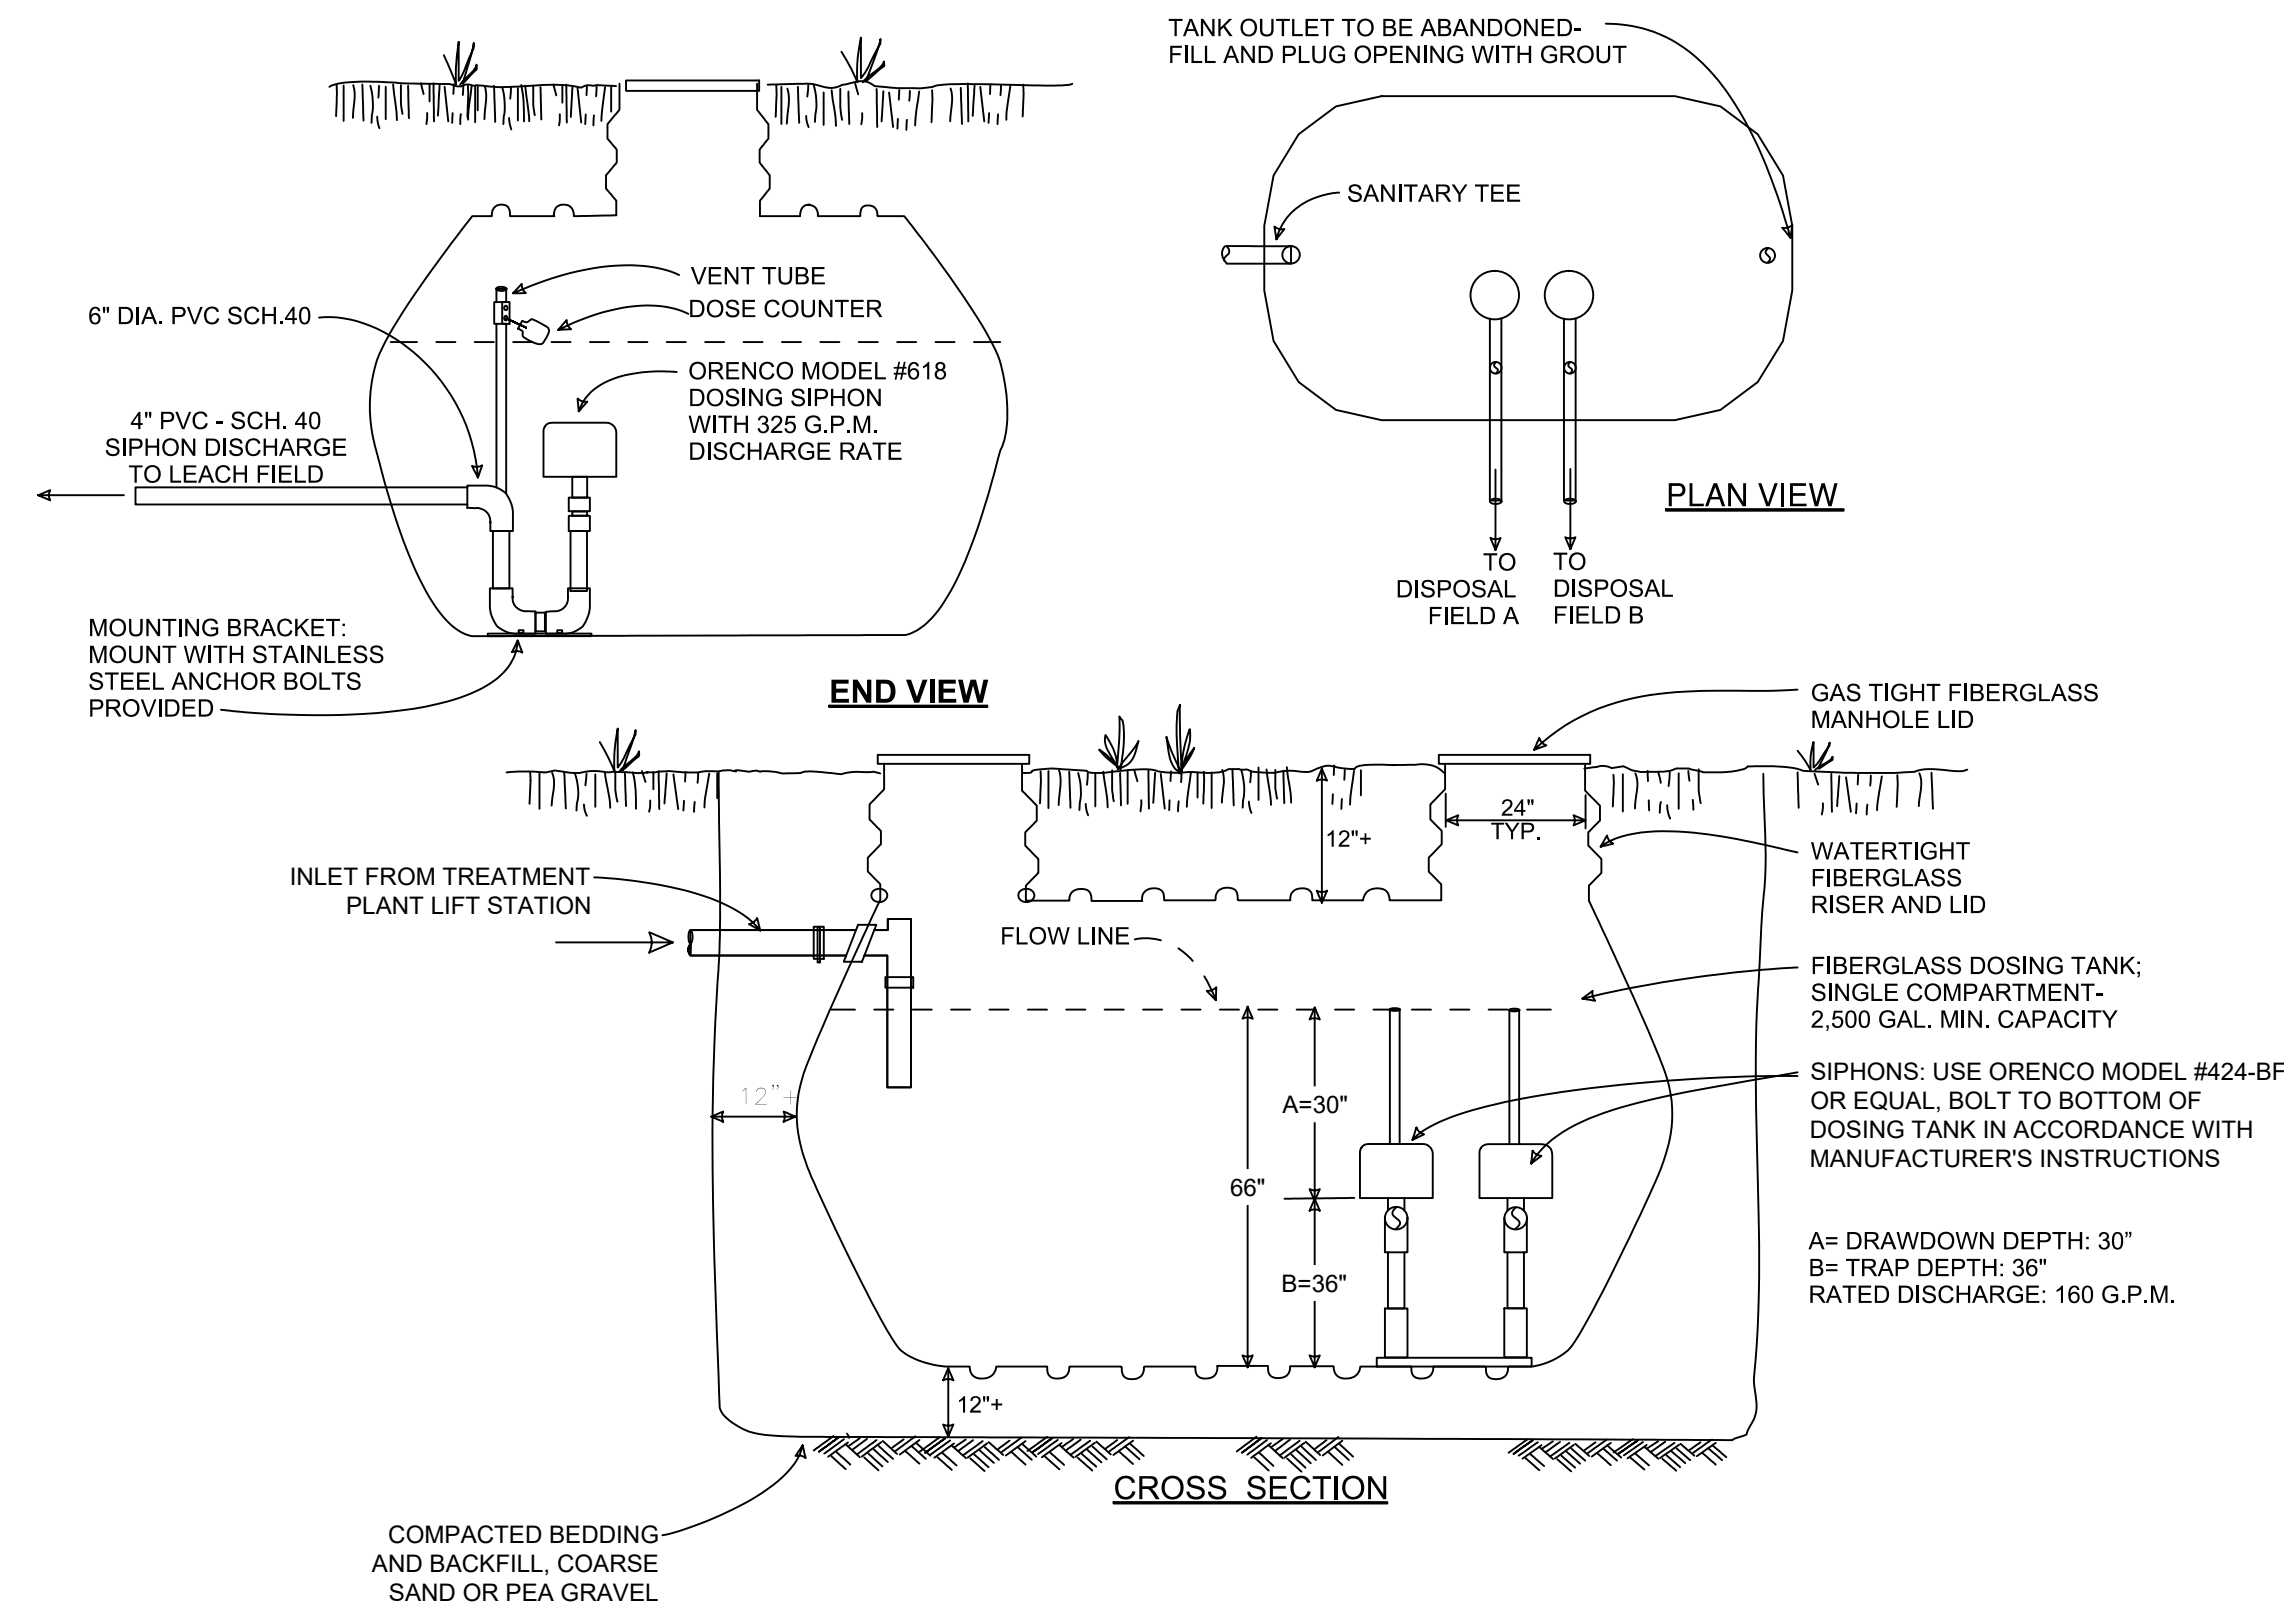 TANK OUTLET TO BE ABANDONED-
FILL AND PLUG OPENING WITH GROUT
SANITARY TEE
VENT TUBE
DOSE COUNTER
6" DIA. PVC SCH.40
ORENCO MODEL #618
DOSING SIPHON
WITH 325 G.P.M.
DISCHARGE RATE
4" PVC - SCH. 40
SIPHON DISCHARGE
TO LEACH FIELD
PLAN VIEW
TO
DISPOSAL
FIELD A
TO
DISPOSAL
FIELD B
MOUNTING BRACKET:
MOUNT WITH STAINLESS
STEEL ANCHOR BOLTS
PROVIDED
END VIEW
GAS TIGHT FIBERGLASS
MANHOLE LID
24"
TYP.
12"+
WATERTIGHT
FIBERGLASS
RISER AND LID
INLET FROM TREATMENT
PLANT LIFT STATION
FLOW LINE
FIBERGLASS DOSING TANK;
SINGLE COMPARTMENT-
2,500 GAL. MIN. CAPACITY
12"+
A=30"
SIPHONS: USE ORENCO MODEL #424-BF
OR EQUAL, BOLT TO BOTTOM OF
DOSING TANK IN ACCORDANCE WITH
MANUFACTURER'S INSTRUCTIONS
66"
B=36"
A= DRAWDOWN DEPTH: 30”
B= TRAP DEPTH: 36"
RATED DISCHARGE: 160 G.P.M.
12"+
CROSS SECTION
COMPACTED BEDDING
AND BACKFILL, COARSE
SAND OR PEA GRAVEL